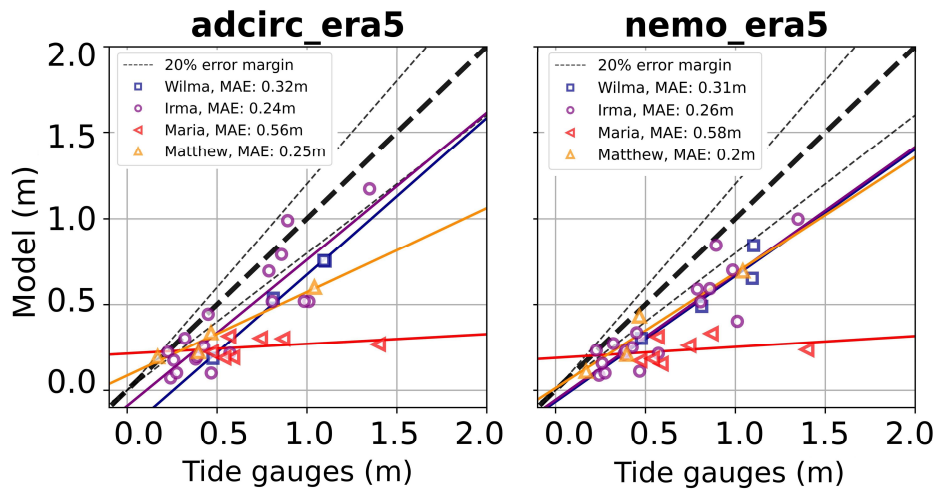 adcirc_era5
nemo_era5
20% error margin
Wilma, MAE: 0.32m
Irma, MAE: 0.24m
Maria, MAE: 0.56m
Matthew, MAE: 0.25m
20% error margin
Wilma, MAE: 0.31m
Irma, MAE: 0.26m
Maria, MAE: 0.58m
Matthew, MAE: 0.2m
Model (m)
2.0
1.5
1.0
0.5
0.0
0.0 0.5 1.0 1.5 2.0
0.0 0.5 1.0 1.5 2.0
Tide gauges (m)
Tide gauges (m)